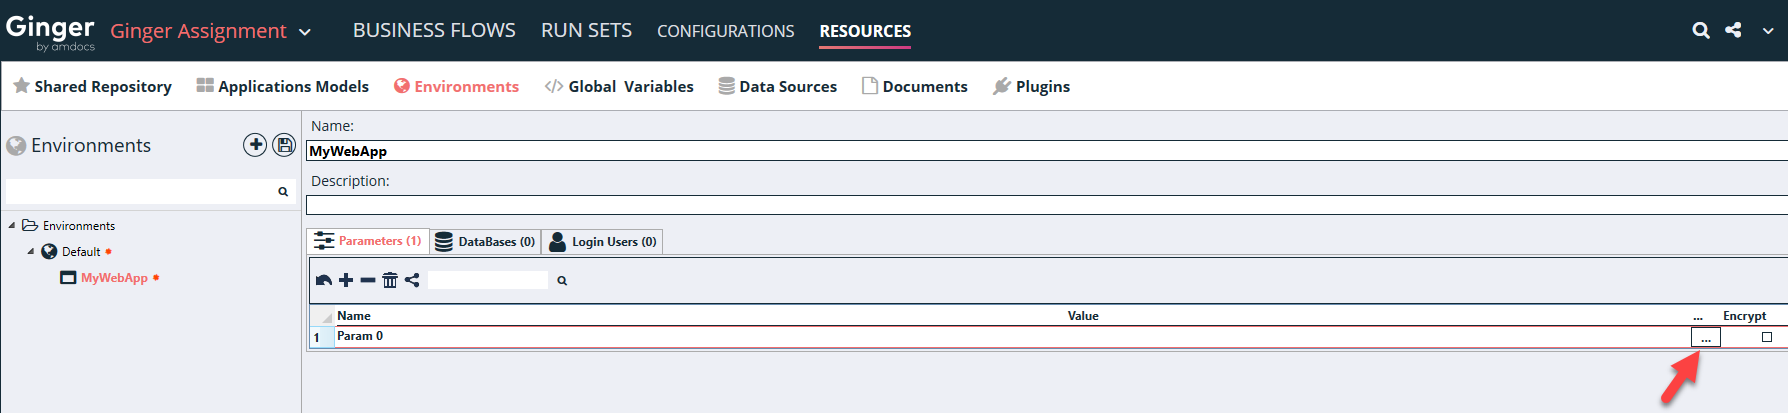 Ginger by amdocs Ginger Assignment BUSINESS FLOWS RUN SETS CONFIGURATIONS RESOURCES
Shared Repository Applications Models Environments </> Global Variables Data Sources Documents Plugins
Environments
Name:
MyWebApp
Description:
Environments
Default
MyWebApp
Parameters (1) DataBases (0) Login Users (0)
Name Value ... Encrypt
1 Param 0 ...